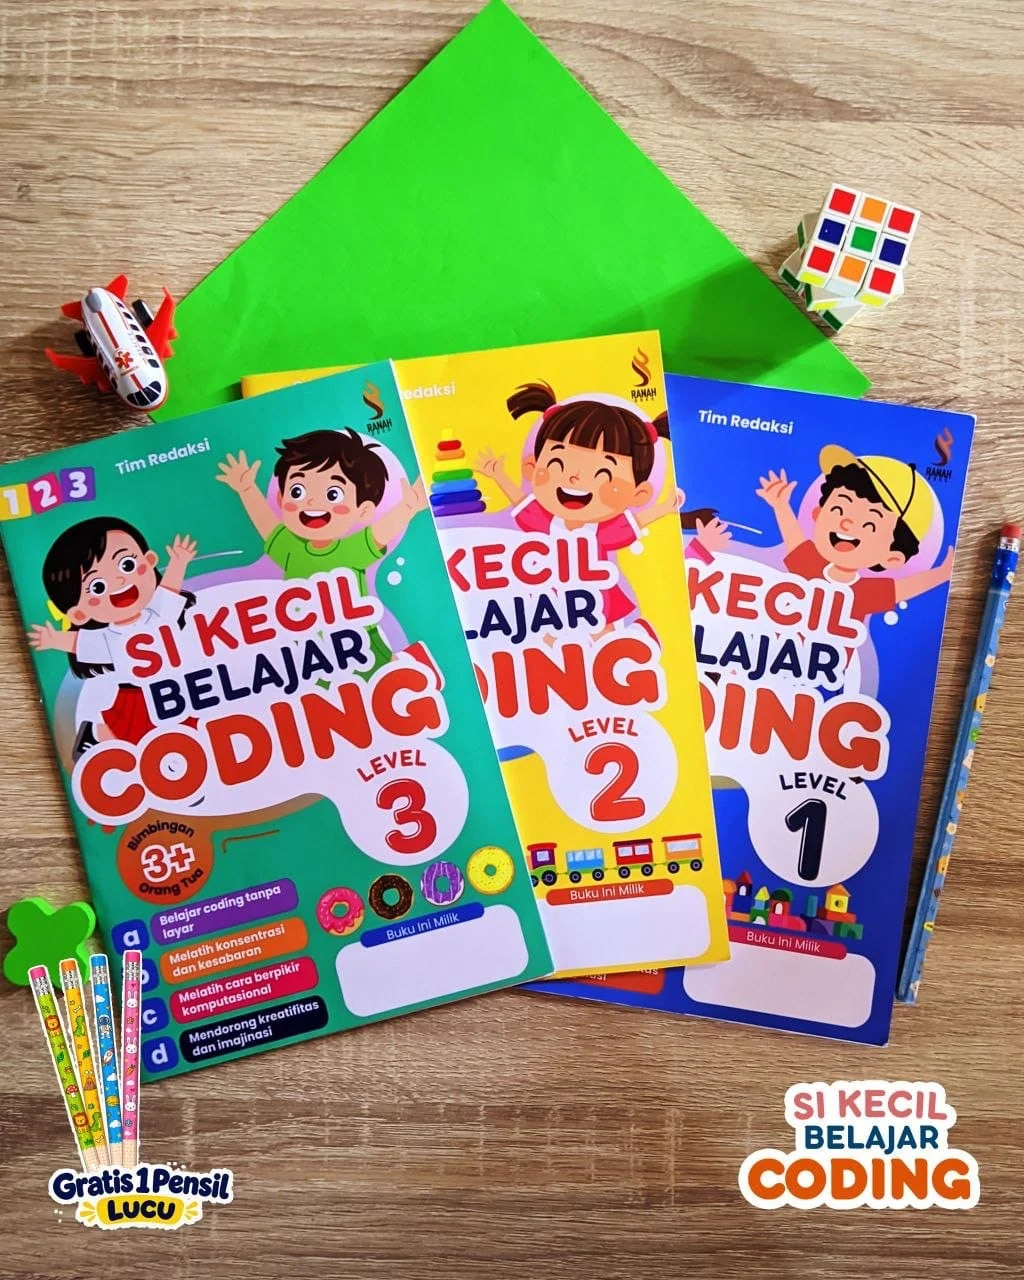 1 2 3
Tim Redaksi
RANAH
SI KECIL
BELAJAR
CODING
LEVEL
3
Bimbingan
3+
Orang Tua
a
Belajar coding tanpa
layar
Melatih konsentrasi
dan kesabaran
c
Melatih cara berpikir
komputasional
d
Mendorong kreatifitas
dan imajinasi
Buku Ini Milik
edaksi
RANAH
KECIL
LAJAR
DING
LEVEL
2
Buku Ini Milik
Tim Redaksi
RANAH
KECIL
LAJAR
DING
LEVEL
1
Buku Ini Milik
Gratis 1 Pensil
LUCU
SI KECIL
BELAJAR
CODING